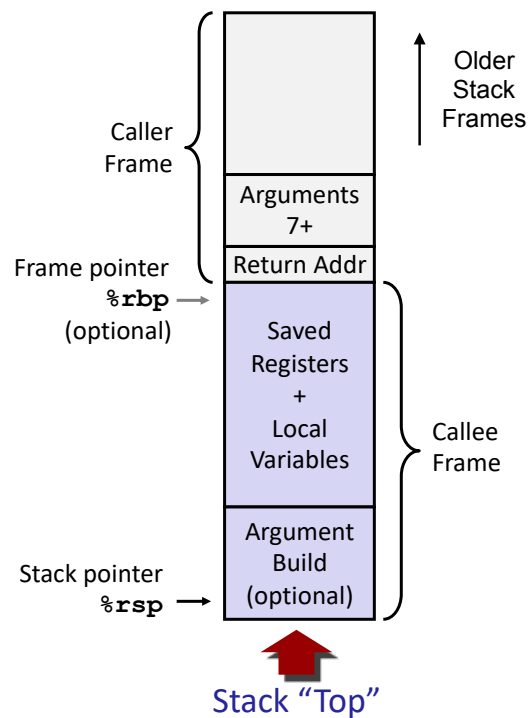 Older
Stack
Frames
Caller
Frame
Arguments
7+
Return Addr
Frame pointer
%rbp
(optional)
Saved
Registers
+
Local
Variables
Callee
Frame
Argument
Build
(optional)
Stack pointer
%rsp
Stack “Top”